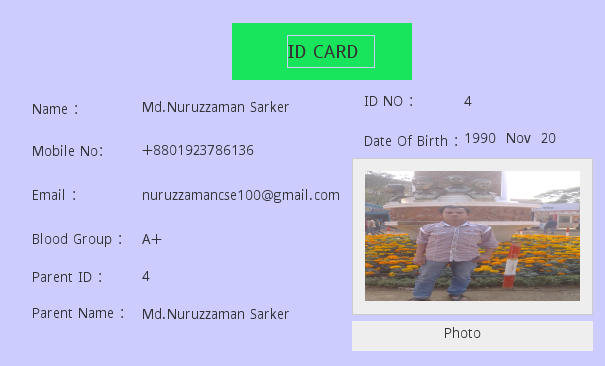 ID CARD
Name : Md.Nuruzzaman Sarker
ID NO : 4
Mobile No: +8801923786136
Date Of Birth : 1990 Nov 20
Email : nuruzzamancse100@gmail.com
Blood Group : A+
Parent ID : 4
Parent Name : Md.Nuruzzaman Sarker
Photo